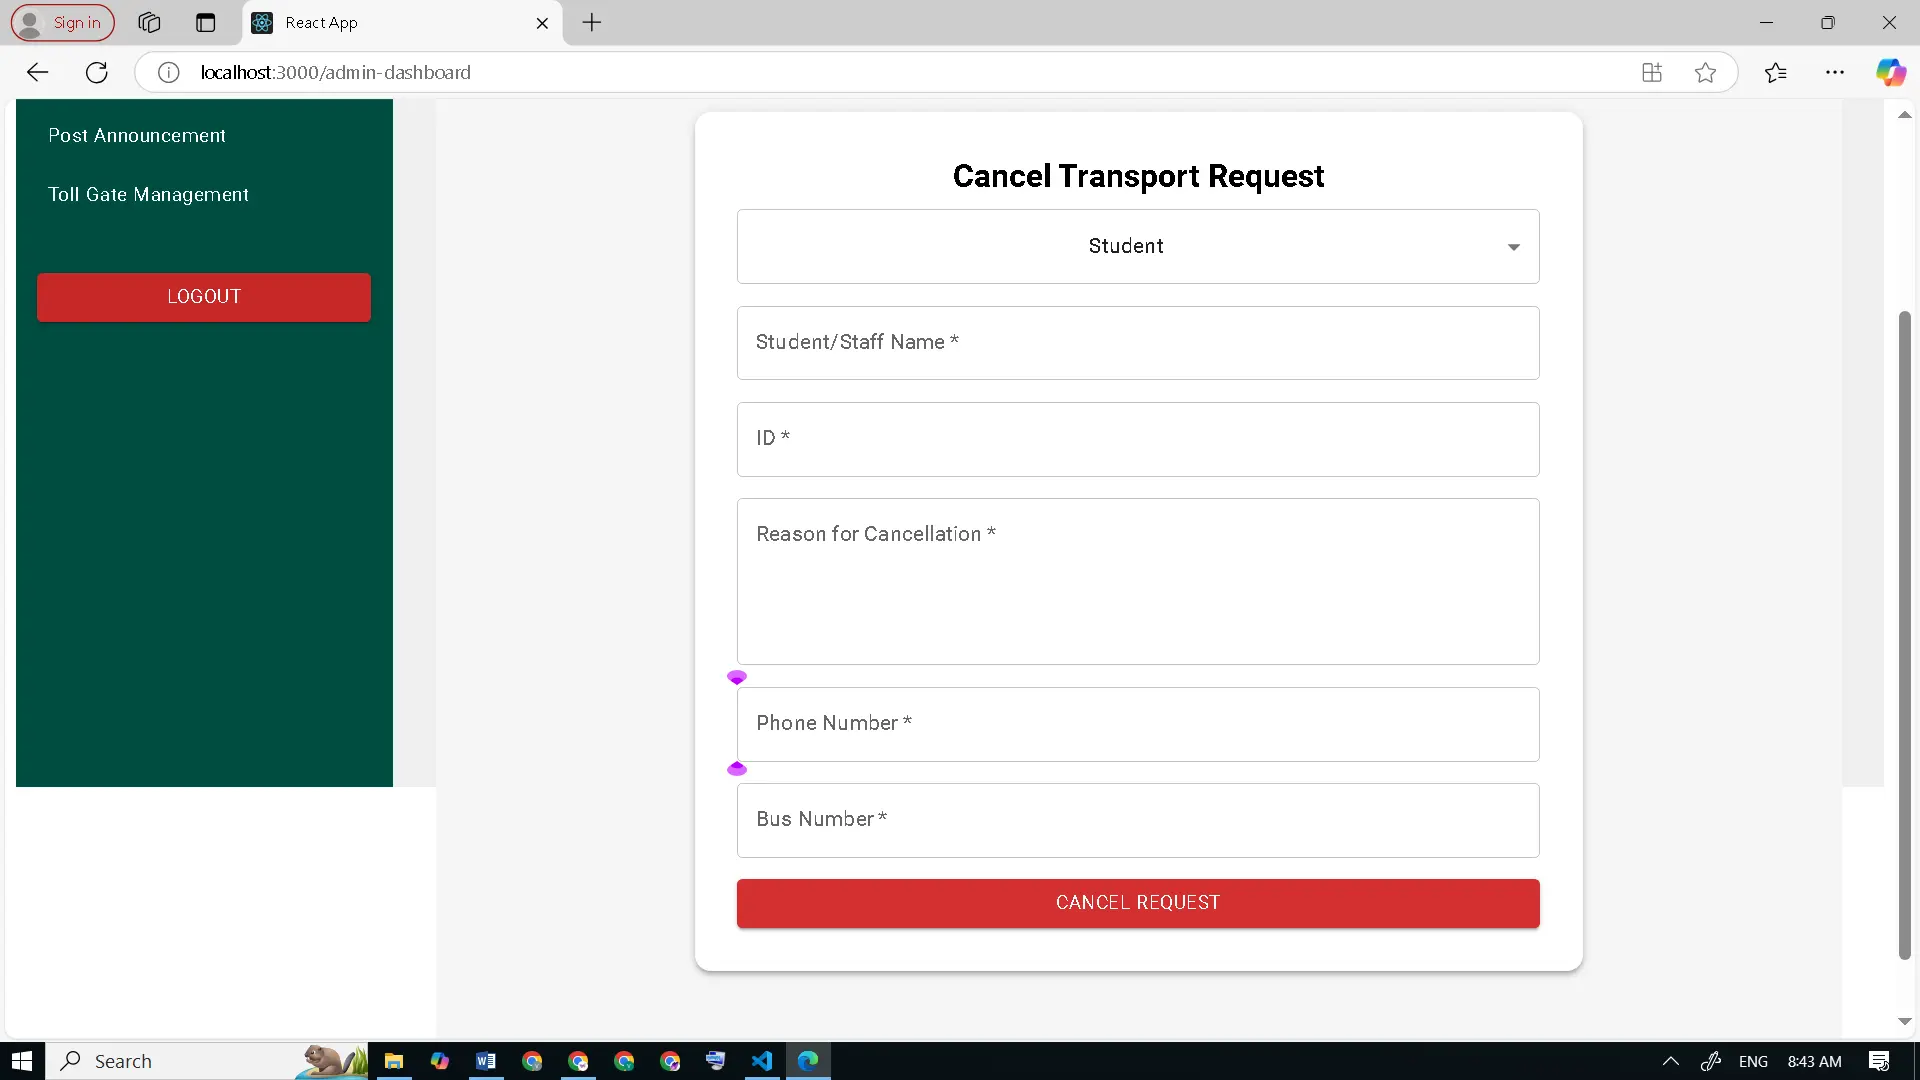 Sign in
React App
localhost:3000/admin-dashboard
Post Announcement
Toll Gate Management
LOGOUT
Cancel Transport Request
Student
Student/Staff Name *
ID *
Reason for Cancellation *
Phone Number *
Bus Number *
CANCEL REQUEST
Search
ENG
8:43 AM